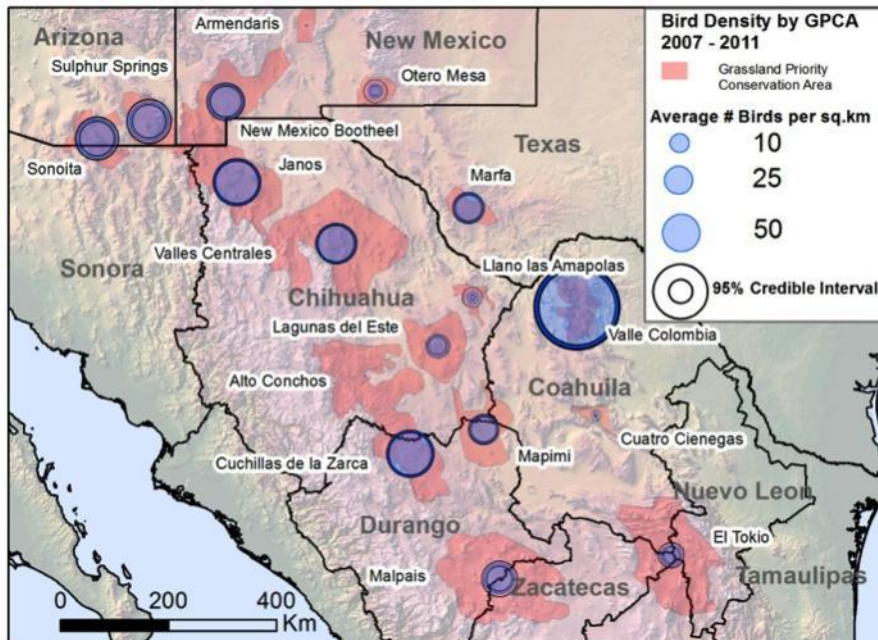 Bird Density by GPCA
2007 - 2011
Grassland Priority
Conservation Area
Average # Birds per sq.km
10
25
50
95% Credible Interval
Armendaris
Arizona
New Mexico
Sulphur Springs
Otero Mesa
New Mexico Bootheel
Texas
Sonoita
Janos
Marfa
Valles Centrales
Sonora
Llano las Amapolas
Chihuahua
Lagunas del Este
Valle Colombia
Alto Conchos
Coahuila
Cuatro Cienegas
Mapimi
Cuchillas de la Zarca
Nuevo Leon
Durango
El Tokio
Malpais
Zacatecas
Tamaulipas
0 200 400
Km